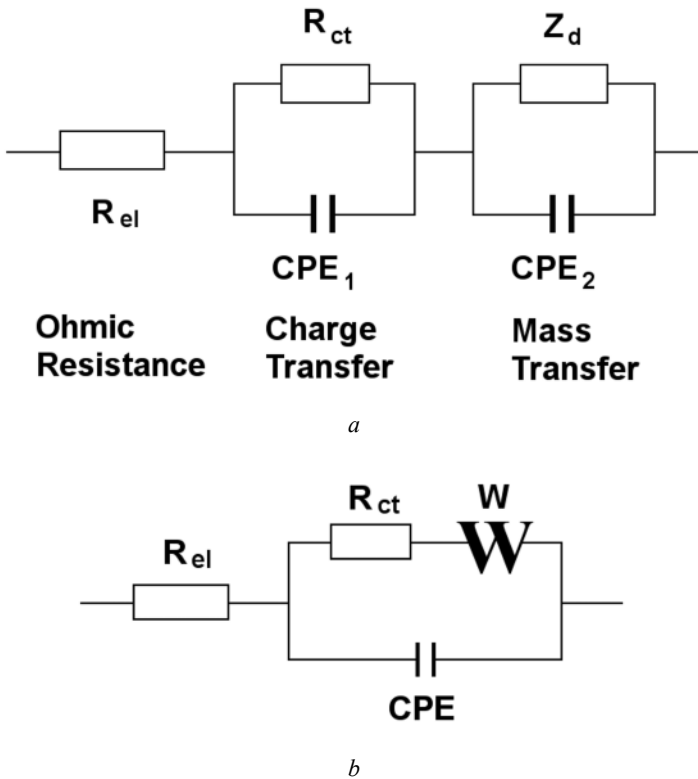 R ct
Z d
R el
CPE 1
CPE 2
Ohmic
Resistance
Charge
Transfer
Mass
Transfer
a
R ct
W
W
R el
CPE
b